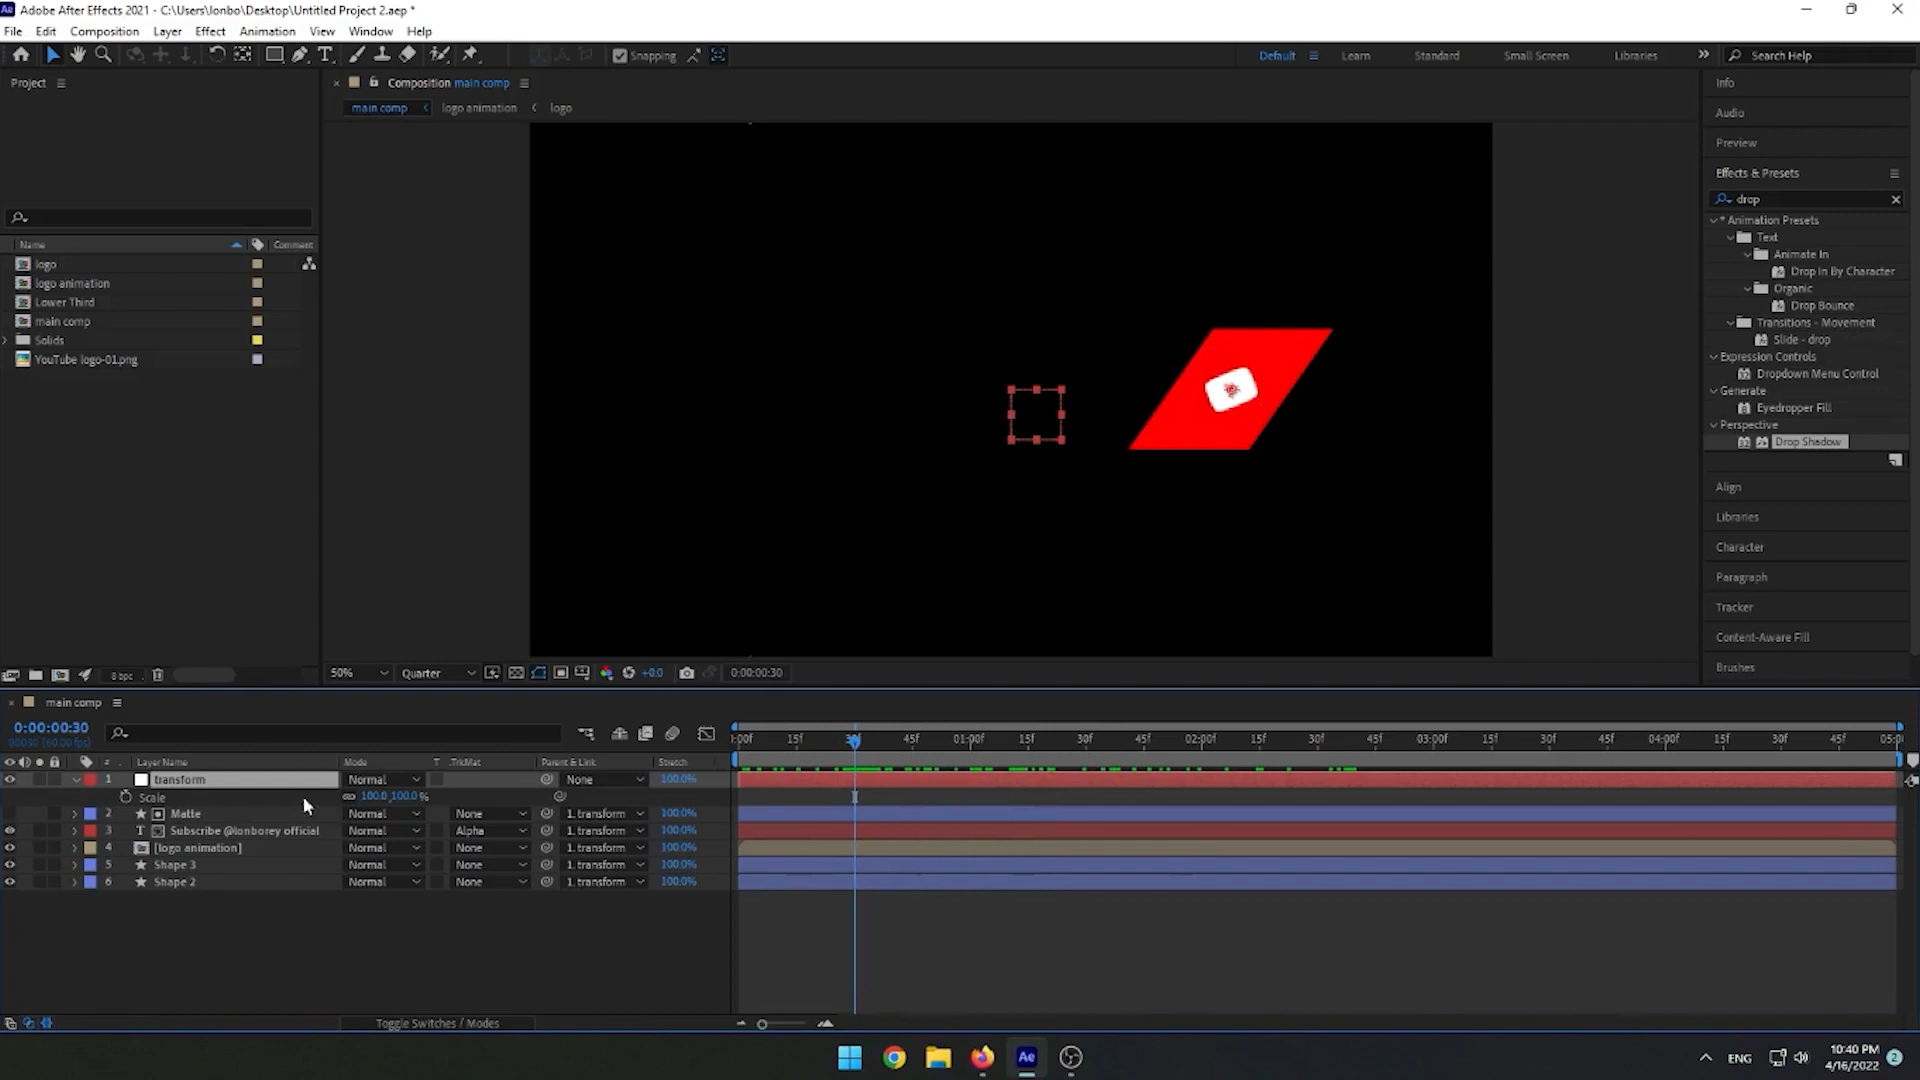 Adobe After Effects 2021 - C:\Users\lonbo\Desktop\Untitled Project 2.aep *
File Edit Composition Layer Effect Animation View Window Help
Snapping Default Learn Standard Small Screen Libraries Search Help
Project
Composition main comp
main comp logo animation logo
Name Comment
logo
logo animation
Lower Third
main comp
Solids
YouTube logo-01.png
8 bpc
50% Quarter +0.0 0:00:00:30
Info
Audio
Preview
Effects & Presets
drop
* Animation Presets
Text
Animate In
Drop In By Character
Organic
Drop Bounce
Transitions - Movement
Slide - drop
Expression Controls
Dropdown Menu Control
Generate
Eyedropper Fill
Perspective
Drop Shadow
Align
Libraries
Character
Paragraph
Tracker
Content-Aware Fill
Brushes
main comp
0:00:00:30
00030 (60.00 fps)
:00f 15f 30f 45f 01:00f 15f 30f 45f 02:00f 15f 30f 45f 03:00f 15f 30f 45f 04:00f 15f 30f 45f 05:0
# Layer Name Mode T .TrkMat Parent & Link Stretch
1 transform Normal None 100.0%
Scale 100.0,100.0%
2 Matte Normal None 1. transform 100.0%
3 T Subscribe @lonborey official Normal Alpha 1. transform 100.0%
4 [logo animation] Normal None 1. transform 100.0%
5 Shape 3 Normal None 1. transform 100.0%
6 Shape 2 Normal None 1. transform 100.0%
Toggle Switches / Modes
Ae
ENG
10:40 PM
4/16/2022
2